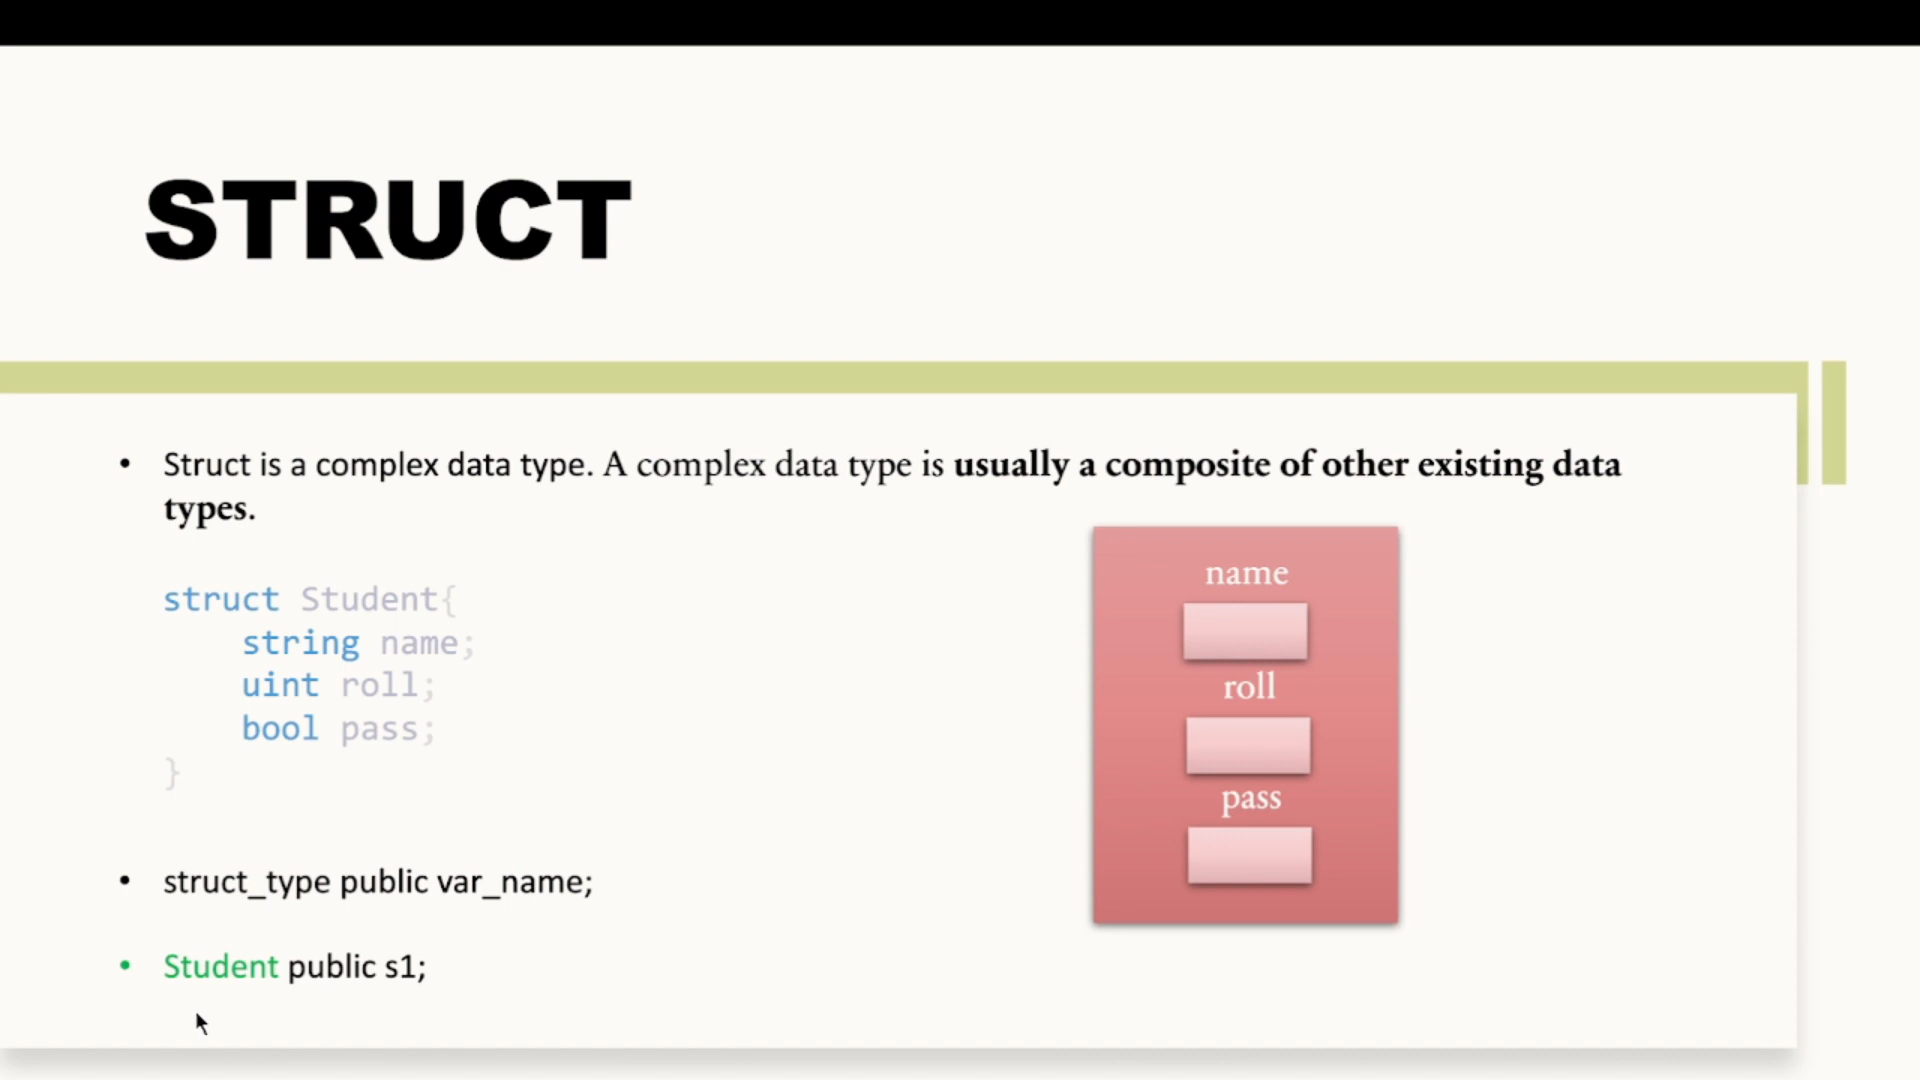 STRUCT
• Struct is a complex data type. A complex data type is usually a composite of other existing data
types.
struct Student{
string name;
uint roll;
bool pass;
}
• struct_type public var_name;
• Student public s1;
name
roll
pass